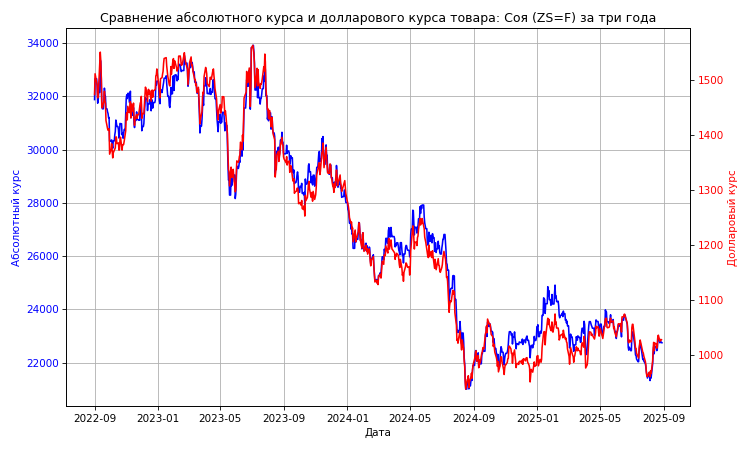 Сравнение абсолютного курса и долларового курса товара: Соя (ZS=F) за три года
34000
32000
30000
28000
26000
24000
22000
Абсолютный курс
1500
1400
1300
1200
1100
1000
Долларовый курс
2022-09 2023-01 2023-05 2023-09 2024-01 2024-05 2024-09 2025-01 2025-05 2025-09
Дата